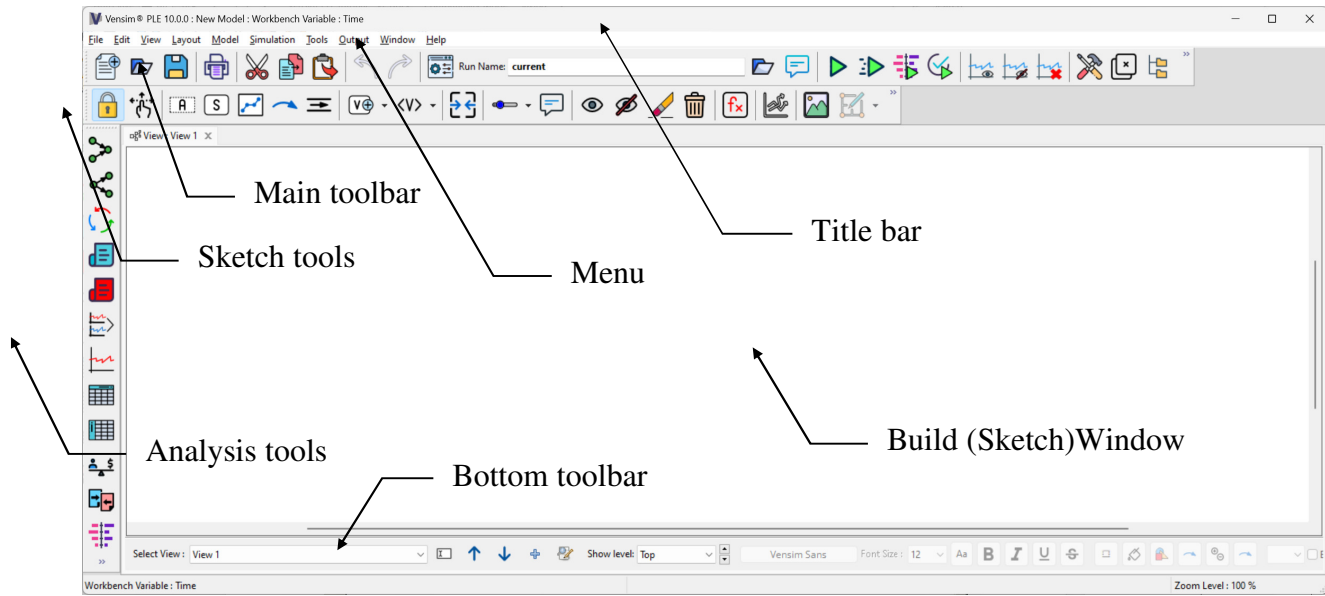 Vensim® PLE 10.0.0 : New Model : Workbench Variable : Time
File Edit View Layout Model Simulation Tools Output Window Help
Run Name: current
A S V <V> fx
View : View 1 X
Main toolbar
Title bar
Sketch tools
Menu
Build (Sketch)Window
Analysis tools
Bottom toolbar
Select View : View 1 Show level: Top Vensim Sans Font Size : 12 Aa B I U S
Workbench Variable : Time Zoom Level : 100 %